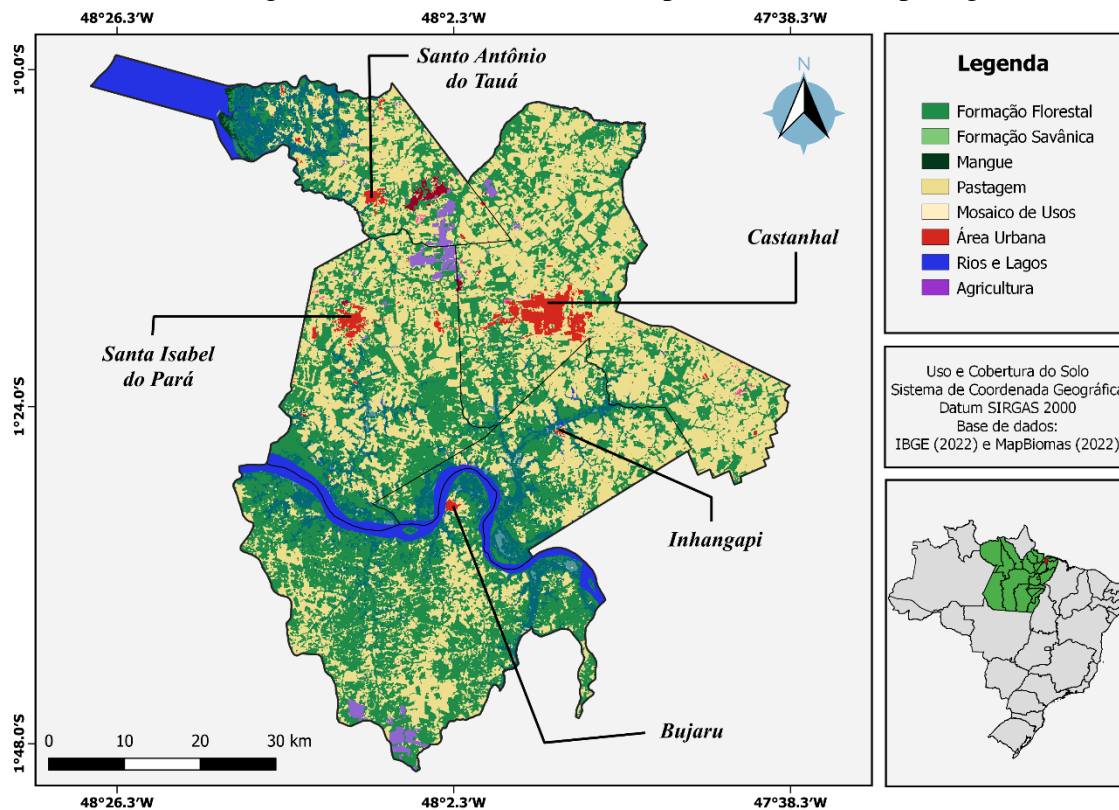 48°26.3'W 48°2.3'W 47°38.3'W
1°0.0'S
Santo Antônio
do Tauá
N
Castanhal
Santa Isabel
do Pará
1°24.0'S
Inhangapi
Bujaru
1°48.0'S
0 10 20 30 km
48°26.3'W 48°2.3'W 47°38.3'W
Legenda
Formação Florestal
Formação Savânica
Mangue
Pastagem
Mosaico de Usos
Área Urbana
Rios e Lagos
Agricultura
Uso e Cobertura do Solo
Sistema de Coordenada Geográfica
Datum SIRGAS 2000
Base de dados:
IBGE (2022) e MapBiomas (2022)